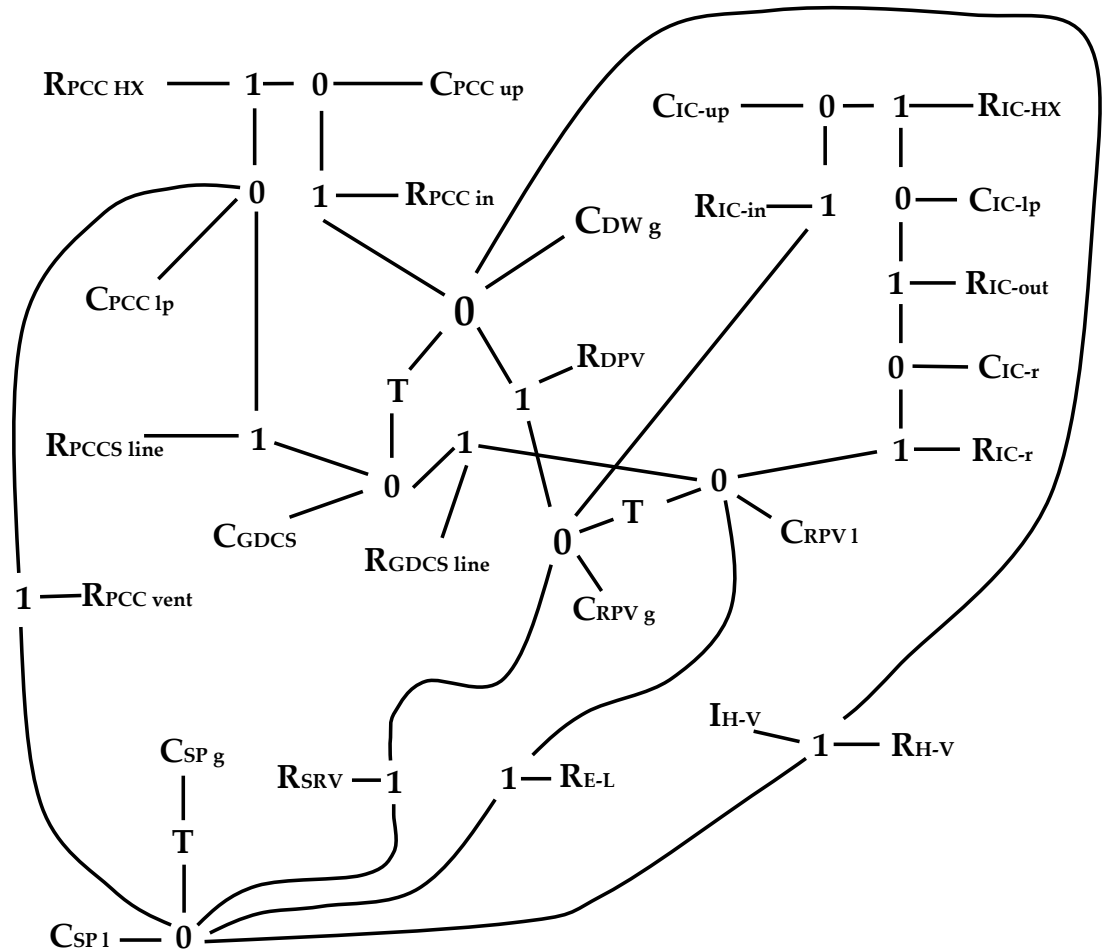 RPCC HX 1 0 CPCC up
CIC-up 0 1 RIC-HX
0 1 RPCC in
RIC-in 1 0 CIC-lp
CDW g
CPCC lp 0 1 RIC-out
RDPV
T 1 0 CIC-r
RPCCS line 1 1 1 RIC-r
0 0
CGDCS T CRPV l
RGDCS line 0
1 RPCC vent CRPV g
IH-V
CSP g 1 RH-V
RSRV 1 1 RE-L
T
CSP l 0